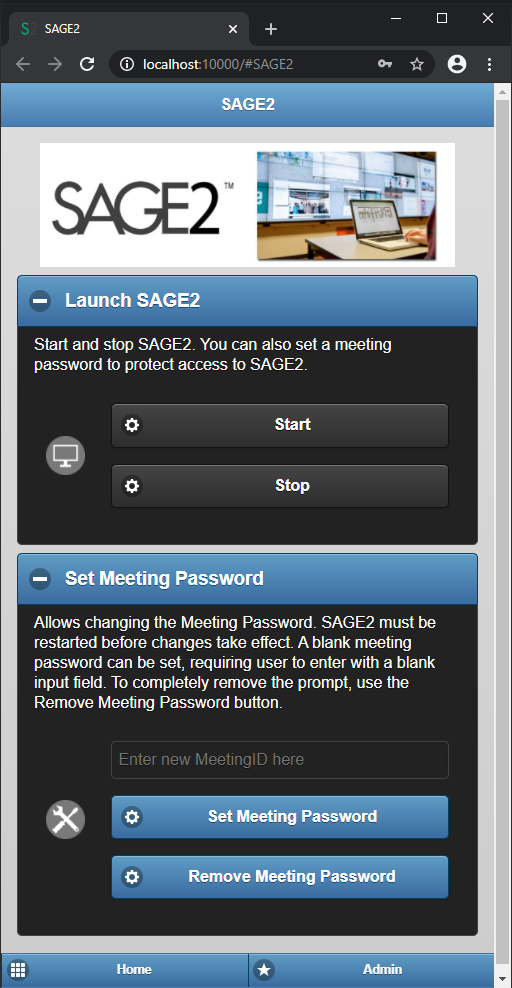 SAGE2
localhost:10000/#SAGE2
SAGE2
SAGE2™
Launch SAGE2
Start and stop SAGE2. You can also set a meeting
password to protect access to SAGE2.
Start
Stop
Set Meeting Password
Allows changing the Meeting Password. SAGE2 must be
restarted before changes take effect. A blank meeting
password can be set, requiring user to enter with a blank
input field. To completely remove the prompt, use the
Remove Meeting Password button.
Enter new MeetingID here
Set Meeting Password
Remove Meeting Password
Home
Admin